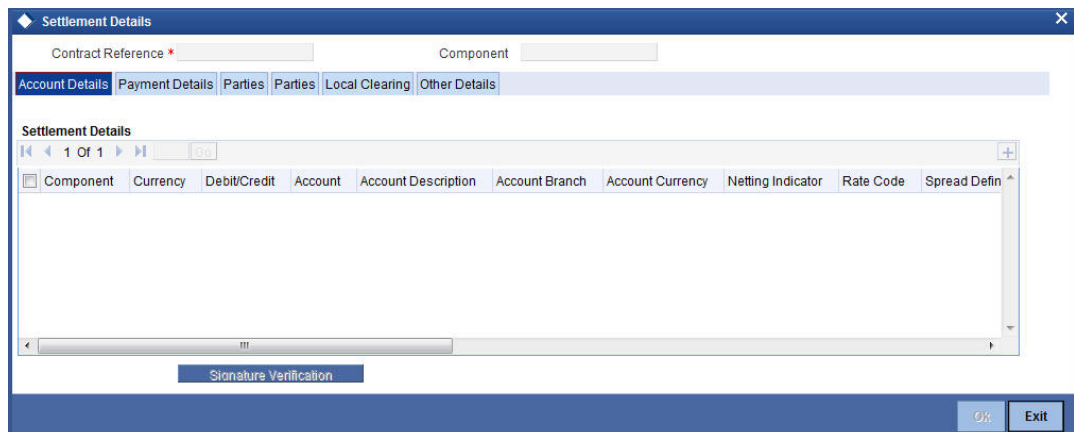 Settlement Details
Contract Reference * Component
Account Details Payment Details Parties Parties Local Clearing Other Details
Settlement Details
1 Of 1 Go
Component Currency Debit/Credit Account Account Description Account Branch Account Currency Netting Indicator Rate Code Spread Defin
Signature Verification
Ok Exit